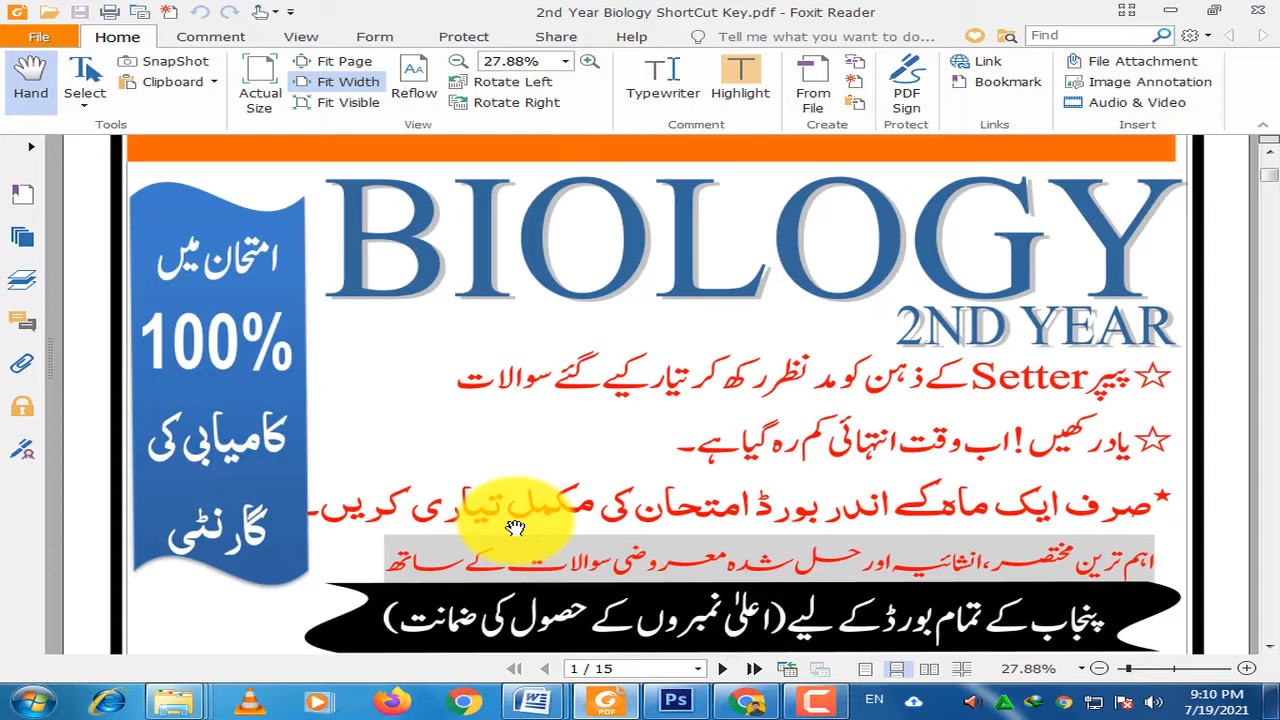 2nd Year Biology ShortCut Key.pdf - Foxit Reader
File Home Comment View Form Protect Share Help Tell me what you want to do... Find
Hand
Select
SnapShot
Clipboard
Tools
Actual Size
Fit Page
Fit Width
Fit Visible
Reflow
27.88%
Rotate Left
Rotate Right
View
Typewriter
Highlight
Comment
From File
Create
PDF Sign
Protect
Link
Bookmark
Links
File Attachment
Image Annotation
Audio & Video
Insert
امتحان میں
100%
کامیابی کی
گارنٹی
BIOLOGY
2ND YEAR
☆ پیپر Setter کے ذہن کو مد نظر رکھ کر تیار کیے گئے سوالات
☆ یاد رکھیں! اب وقت انتہائی کم رہ گیا ہے۔
★ صرف ایک ماہ کے اندر بورڈ امتحان کی مکمل تیاری کریں۔
اہم ترین مختصر، انشائیہ اور حل شدہ معروضی سوالات کے ساتھ
پنجاب کے تمام بورڈ کے لیے (اعلیٰ نمبروں کے حصول کی ضمانت)
1 / 15
27.88%
EN
9:10 PM
7/19/2021